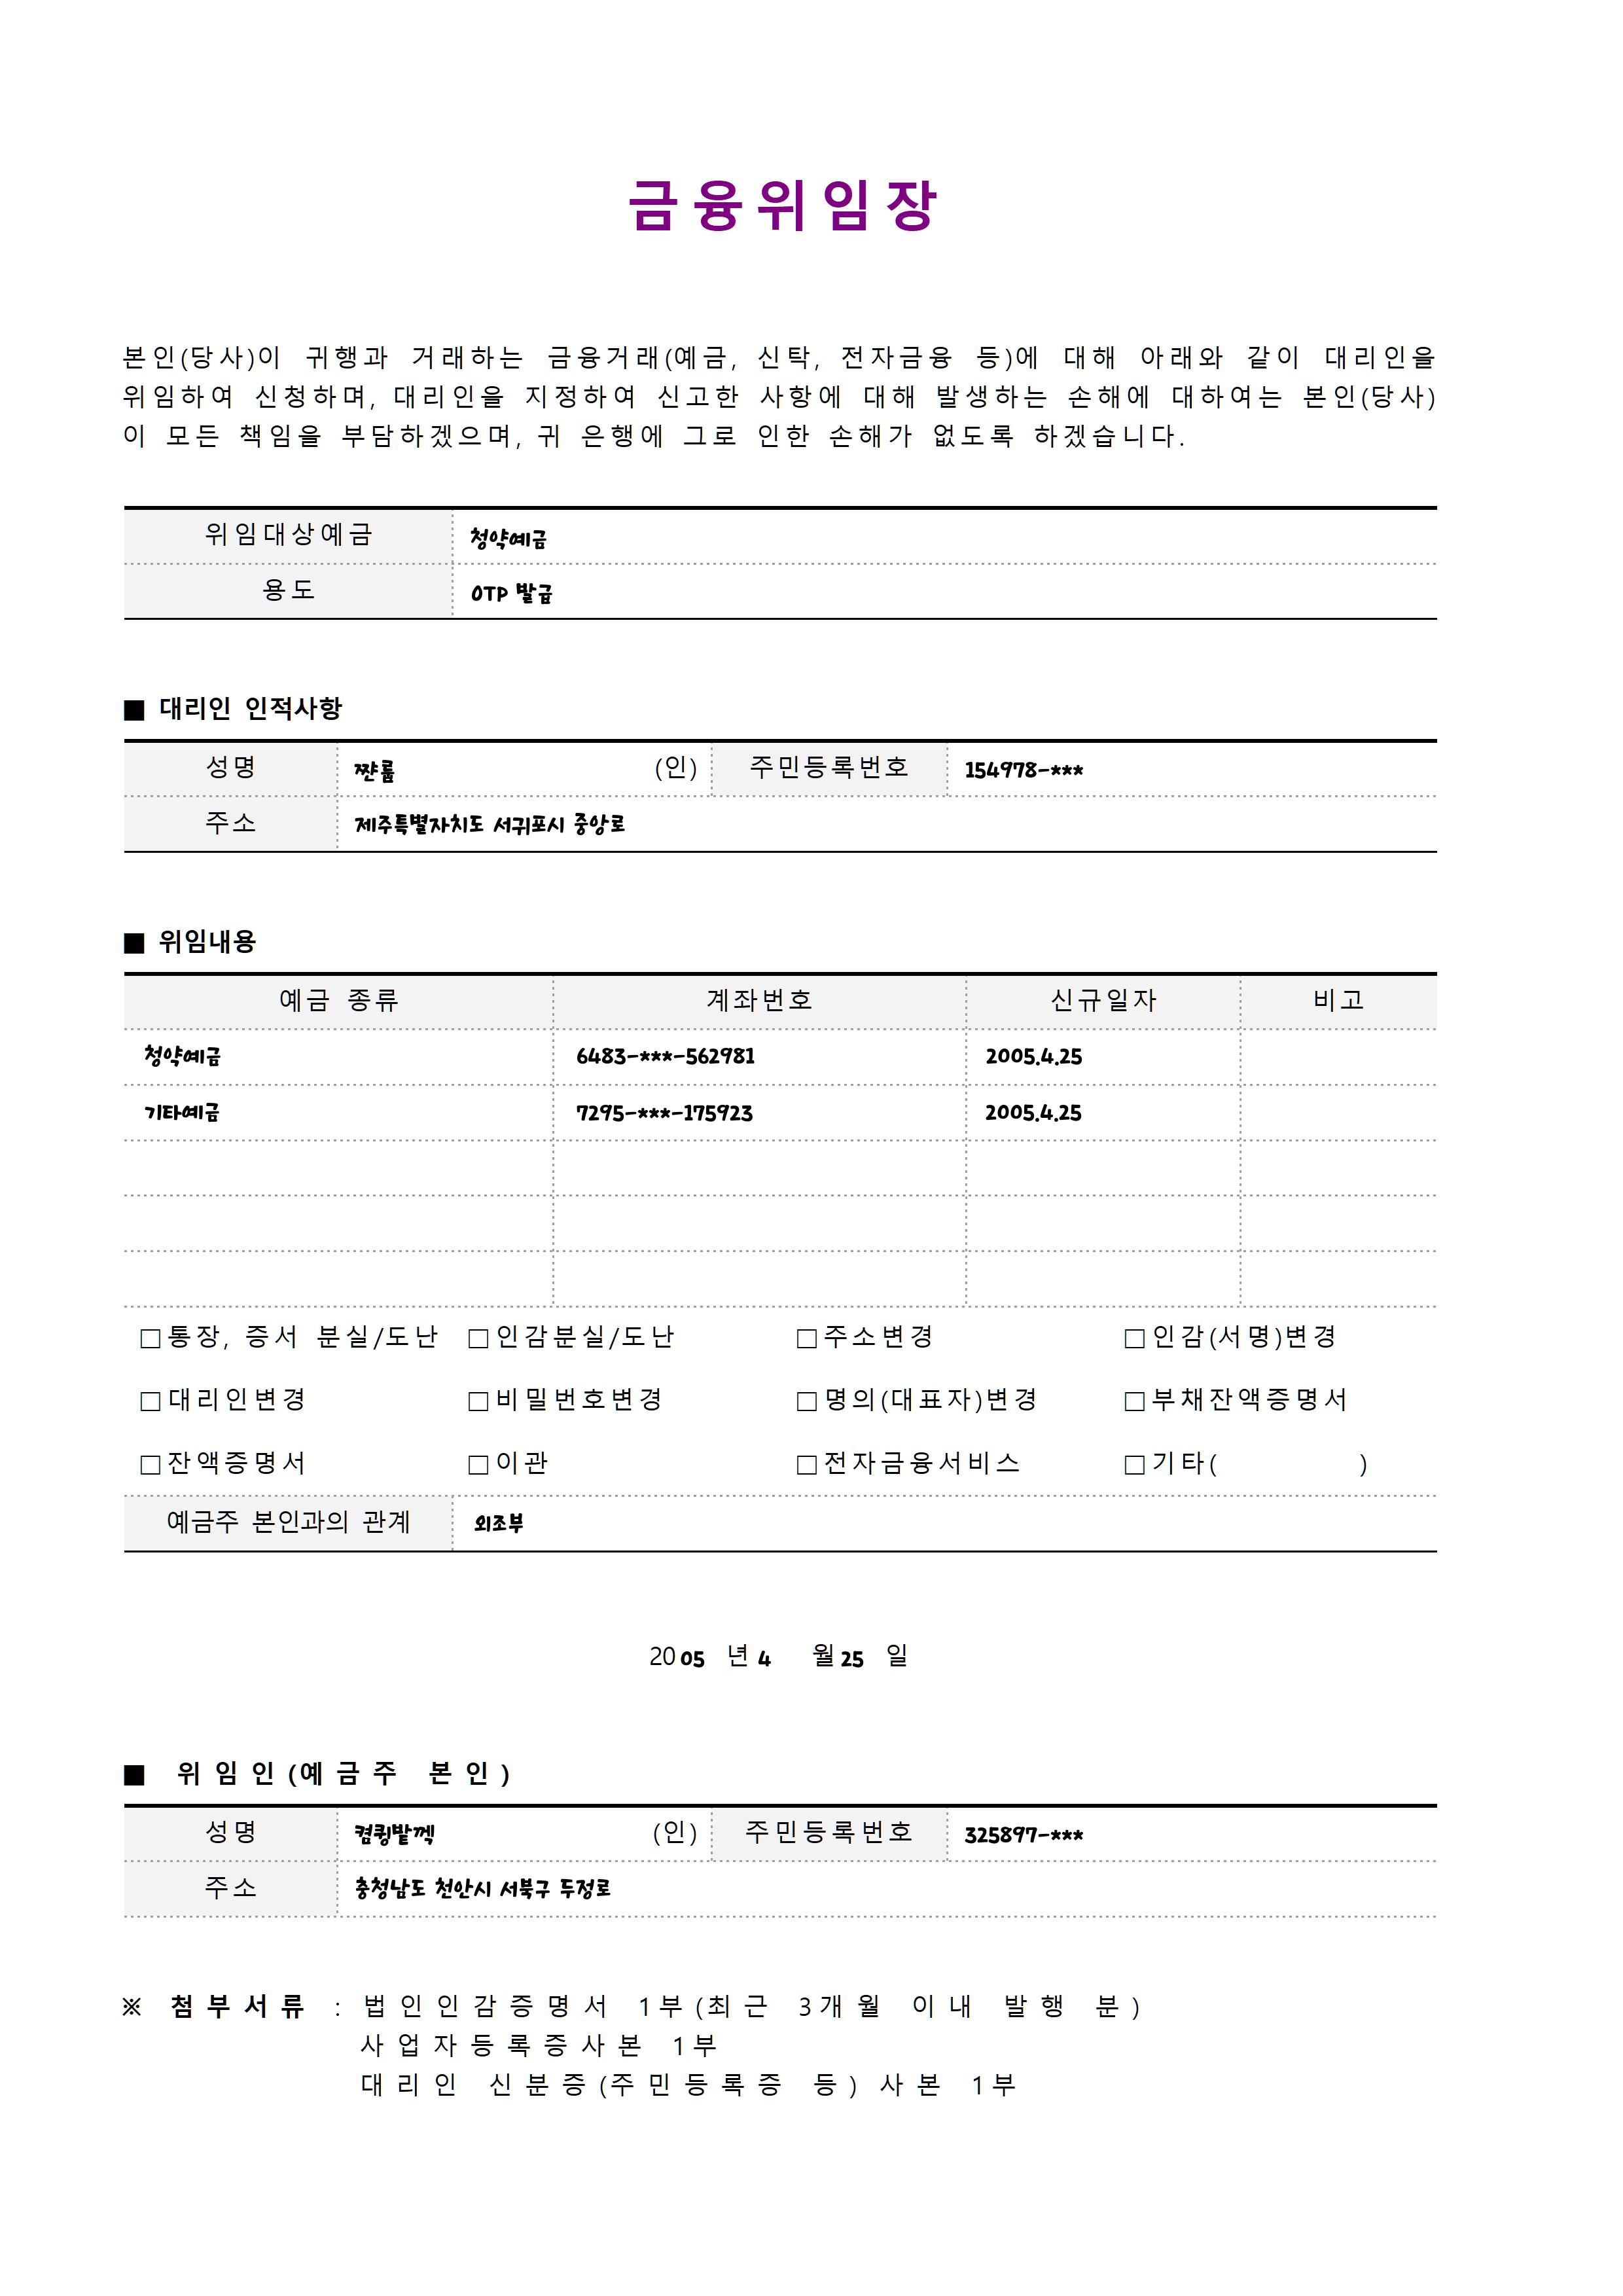 금융위임장
본인(당사)이 귀행과 거래하는 금융거래(예금, 신탁, 전자금융 등)에 대해 아래와 같이 대리인을
위임하여 신청하며, 대리인을 지정하여 신고한 사항에 대해 발생하는 손해에 대하여는 본인(당사)
이 모든 책임을 부담하겠으며, 귀 은행에 그로 인한 손해가 없도록 하겠습니다.
위임대상예금 청약예금
용도 OTP 발급
■ 대리인 인적사항
성명 쨘룸 (인) 주민등록번호 154978-***
주소 제주특별자치도 서귀포시 중앙로
■ 위임내용
예금 종류 계좌번호 신규일자 비고
청약예금 6483-***-562981 2005.4.25
기타예금 7295-***-175923 2005.4.25
□통장, 증서 분실/도난 □인감분실/도난 □주소변경 □인감(서명)변경
□대리인변경 □비밀번호변경 □명의(대표자)변경 □부채잔액증명서
□잔액증명서 □이관 □전자금융서비스 □기타( )
예금주 본인과의 관계 외조부
2005 년 4 월 25 일
■ 위임인(예금주 본인)
성명 (인) 주민등록번호 325897-***
주소 충청남도 천안시 서북구 두정로
※ 첨부서류 : 법인인감증명서 1부(최근 3개월 이내 발행 분)
사업자등록증사본 1부
대리인 신분증(주민등록증 등) 사본 1부